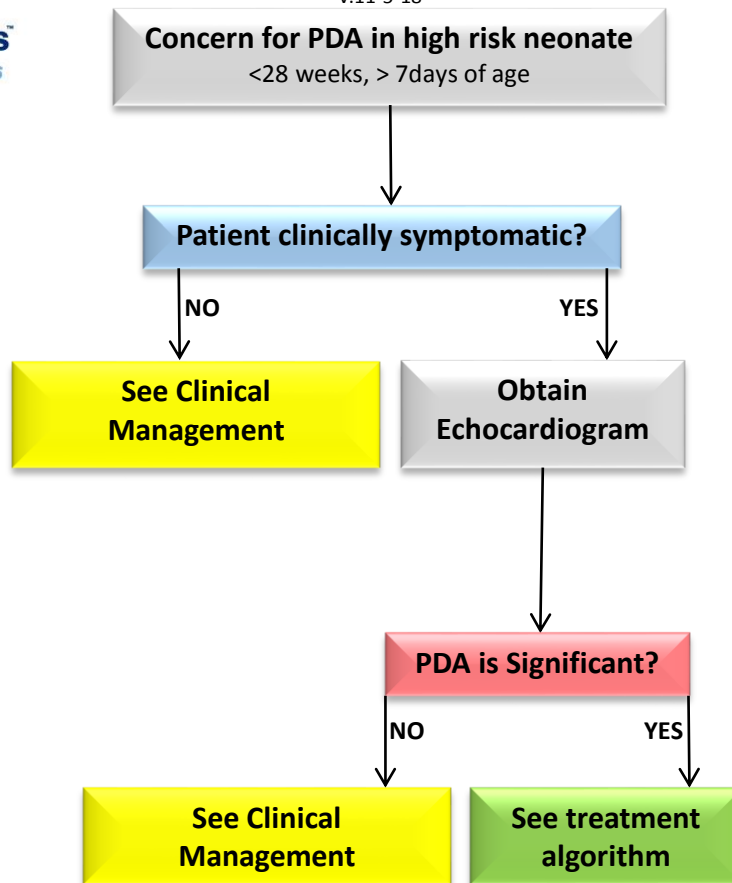 Concern for PDA in high risk neonate
<28 weeks, > 7days of age
Patient clinically symptomatic?
NO
YES
See Clinical
Management
Obtain
Echocardiogram
PDA is Significant?
NO
YES
See Clinical
Management
See treatment
algorithm